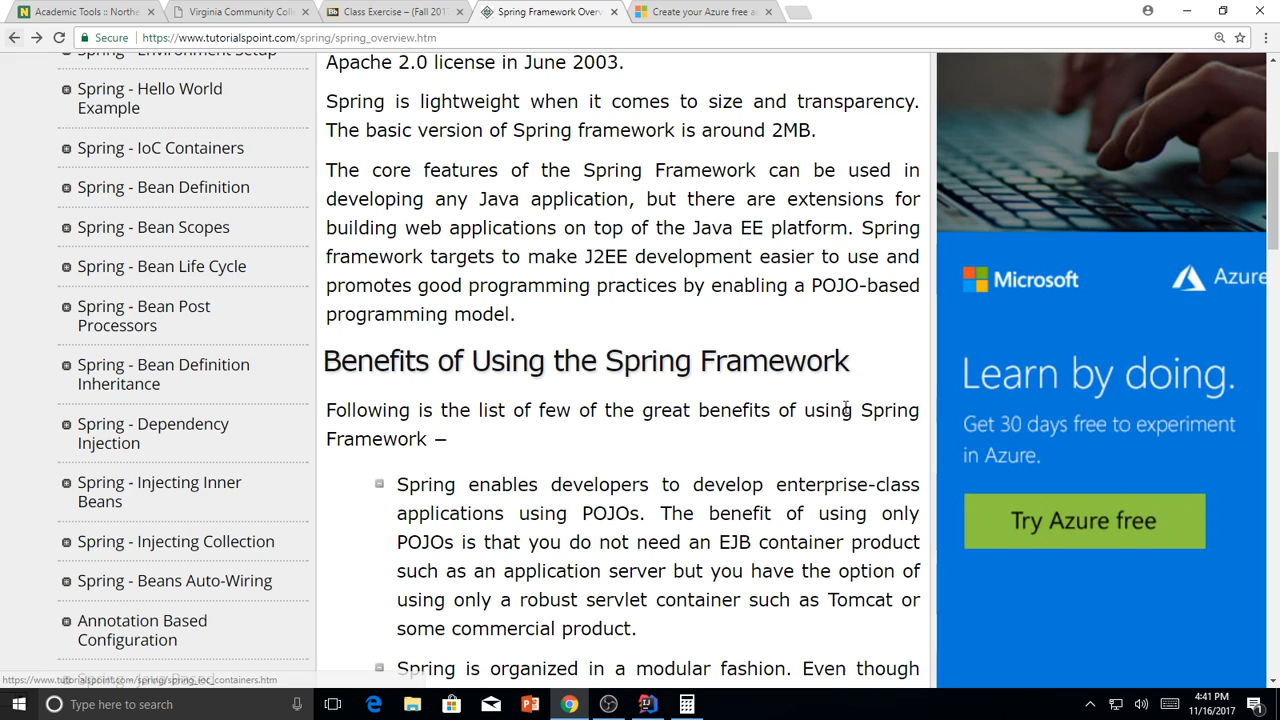 Academic Tools :: Northe
Virginia Community Coll
Class Exercise – (Fall 201
Spring Framework Over
Create your Azure free a
Secure
https://www.tutorialspoint.com/spring/spring_overview.htm
Spring - Environment Setup
Spring - Hello World
Example
Spring - IoC Containers
Spring - Bean Definition
Spring - Bean Scopes
Spring - Bean Life Cycle
Spring - Bean Post
Processors
Spring - Bean Definition
Inheritance
Spring - Dependency
Injection
Spring - Injecting Inner
Beans
Spring - Injecting Collection
Spring - Beans Auto-Wiring
Annotation Based
Configuration
Apache 2.0 license in June 2003.
Spring is lightweight when it comes to size and transparency.
The basic version of Spring framework is around 2MB.
The core features of the Spring Framework can be used in
developing any Java application, but there are extensions for
building web applications on top of the Java EE platform. Spring
framework targets to make J2EE development easier to use and
promotes good programming practices by enabling a POJO-based
programming model.
Benefits of Using the Spring Framework
Following is the list of few of the great benefits of using Spring
Framework –
Spring enables developers to develop enterprise-class
applications using POJOs. The benefit of using only
POJOs is that you do not need an EJB container product
such as an application server but you have the option of
using only a robust servlet container such as Tomcat or
some commercial product.
Spring is organized in a modular fashion. Even though
Microsoft
Azure
Learn by doing.
Get 30 days free to experiment
in Azure.
Try Azure free
https://www.tutorialspoint.com/spring/spring_ioc_containers.htm
Type here to search
4:41 PM
11/16/2017
1